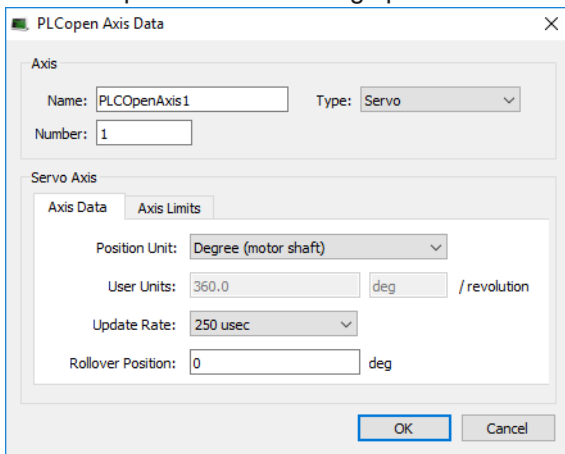 PLCopen Axis Data
Axis
Name: PLCOpenAxis1 Type: Servo
Number: 1
Servo Axis
Axis Data Axis Limits
Position Unit: Degree (motor shaft)
User Units: 360.0 deg / revolution
Update Rate: 250 usec
Rollover Position: 0 deg
OK Cancel